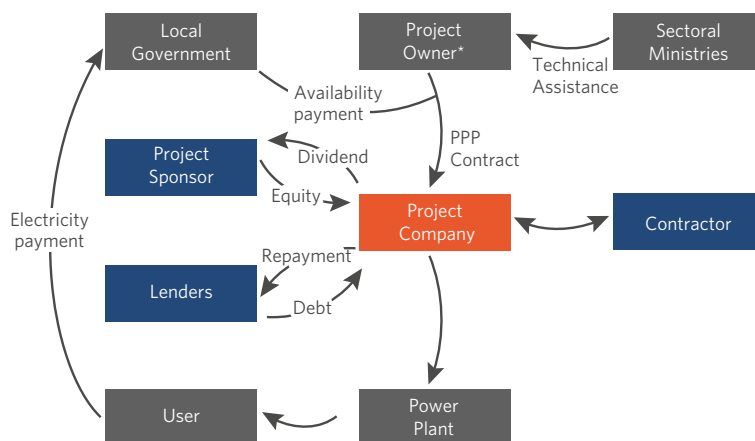 Local
Government
Project
Owner*
Sectoral
Ministries
Technical
Assistance
Availability
payment
PPP
Contract
Project
Sponsor
Dividend
Equity
Project
Company
Contractor
Electricity
payment
Repayment
Lenders
Debt
User
Power
Plant